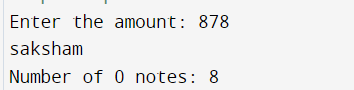 Enter the amount: 878
saksham
Number of 0 notes: 8